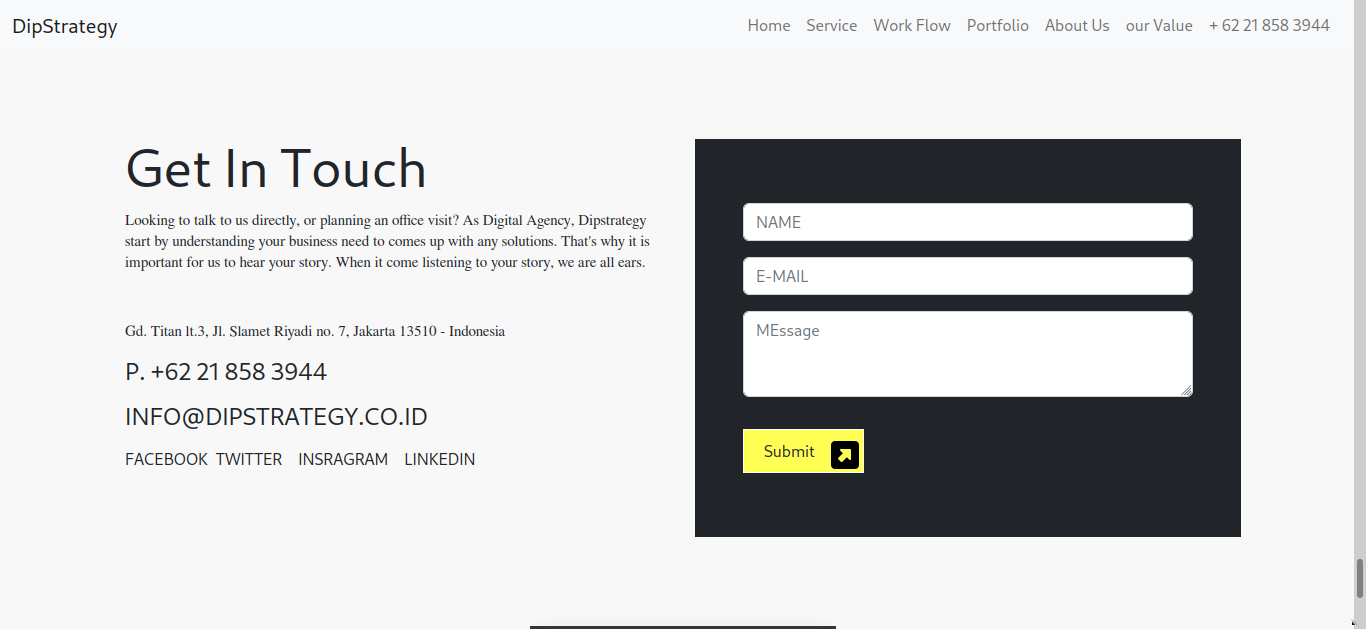 DipStrategy
Home Service Work Flow Portfolio About Us our Value + 62 21 858 3944
Get In Touch
Looking to talk to us directly, or planning an office visit? As Digital Agency, Dipstrategy
start by understanding your business need to comes up with any solutions. That's why it is
important for us to hear your story. When it come listening to your story, we are all ears.
Gd. Titan lt.3, Jl. Slamet Riyadi no. 7, Jakarta 13510 - Indonesia
P. +62 21 858 3944
INFO@DIPSTRATEGY.CO.ID
FACEBOOK TWITTER INSRAGRAM LINKEDIN
NAME
E-MAIL
MEssage
Submit